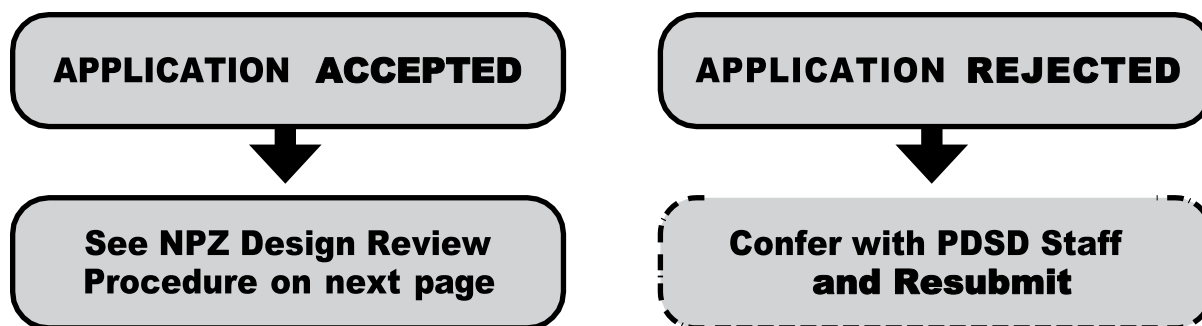 APPLICATION ACCEPTED
APPLICATION REJECTED
See NPZ Design Review
Procedure on next page
Confer with PDSD Staff
and Resubmit